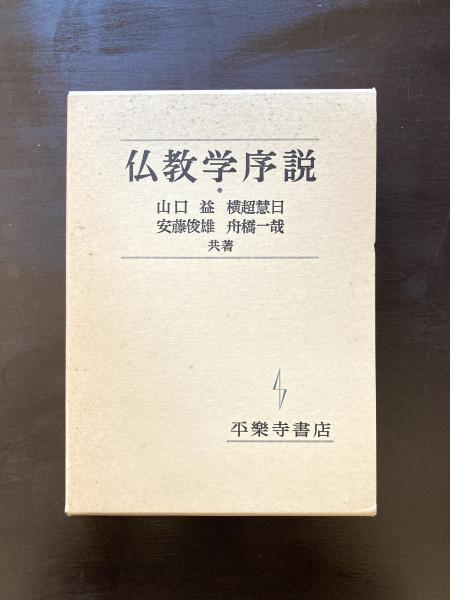 仏教学序説
山口 益 横超慧日
安藤俊雄 舟橋一哉
共著
平樂寺書店